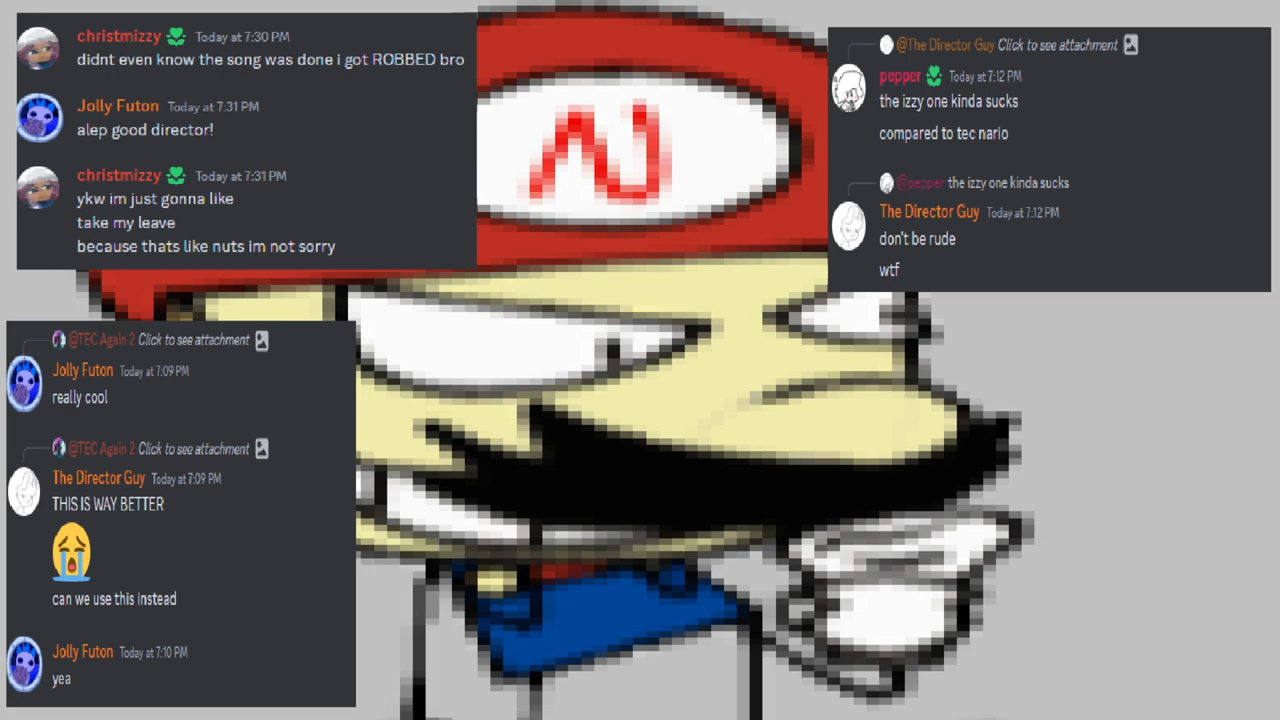 christmizzy Today at 7:30 PM
didnt even know the song was done i got ROBBED bro
Jolly Futon Today at 7:31 PM
alep good director!
christmizzy Today at 7:31 PM
ykw im just gonna like
take my leave
because thats like nuts im not sorry
@The Director Guy Click to see attachment
pepper Today at 7:12 PM
the izzy one kinda sucks
compared to tec nario
@pepper the izzy one kinda sucks
The Director Guy Today at 7:12 PM
don't be rude
wtf
@TEC Again 2 Click to see attachment
Jolly Futon Today at 7:09 PM
really cool
@TEC Again 2 Click to see attachment
The Director Guy Today at 7:09 PM
THIS IS WAY BETTER
😭
can we use this instead
Jolly Futon Today at 7:10 PM
yea